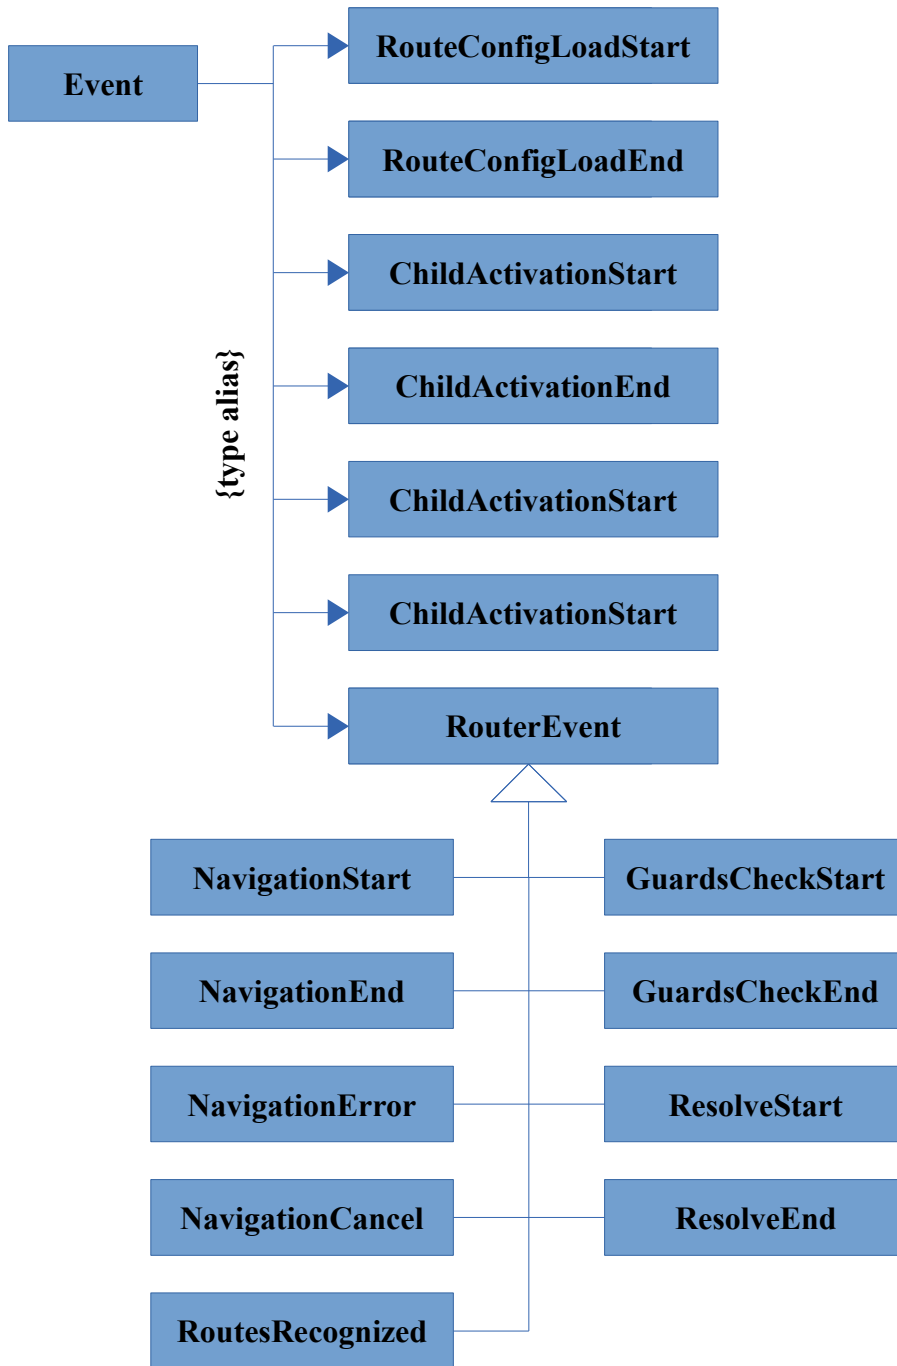 Event
RouteConfigLoadStart
RouteConfigLoadEnd
ChildActivationStart
{type alias}
ChildActivationEnd
ChildActivationStart
ChildActivationStart
RouterEvent
NavigationStart
GuardsCheckStart
NavigationEnd
GuardsCheckEnd
NavigationError
ResolveStart
NavigationCancel
ResolveEnd
RoutesRecognized